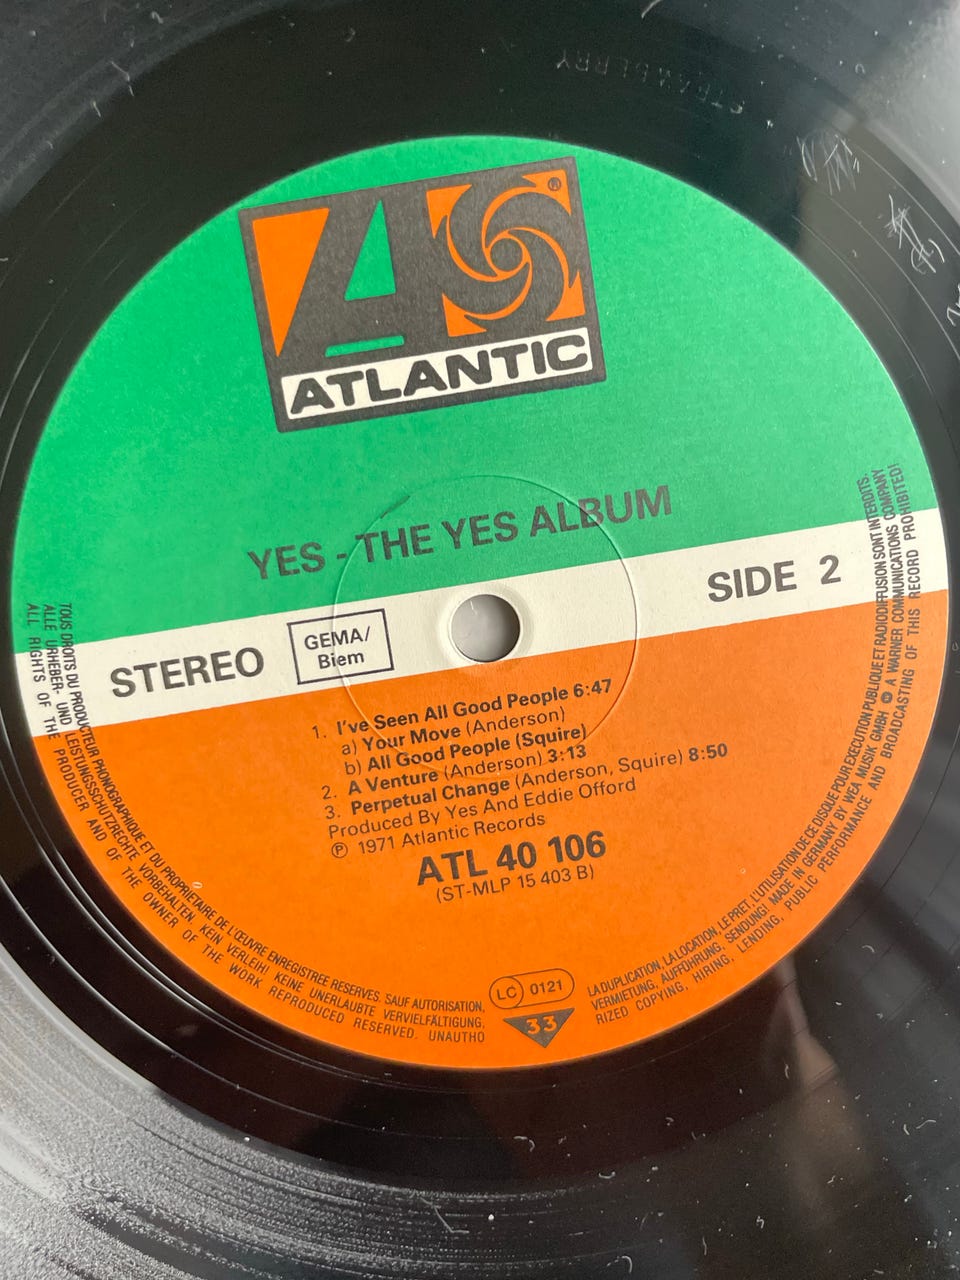 STRAWBERRY
ATLANTIC
®
YES - THE YES ALBUM
STEREO
GEMA/
Biem
SIDE 2
1. I've Seen All Good People 6:47
a) Your Move (Anderson)
b) All Good People (Squire)
2. A Venture (Anderson) 3:13
3. Perpetual Change (Anderson, Squire) 8:50
Produced By Yes And Eddie Offord
Ⓟ 1971 Atlantic Records
ATL 40 106
(ST-MLP 15 403 B)
LC 0121
33
TOUS DROITS DU PRODUCTEUR PHONOGRAPHIQUE ET DU PROPRIETAIRE DE L'ŒUVRE ENREGISTREE RESERVES. SAUF AUTORISATION, LA DUPLICATION, LA LOCATION, LE PRET, L'UTILISATION DE CE DISQUE POUR EXECUTION PUBLIQUE ET RADIODIFFUSION SONT INTERDITS.
ALLE URHEBER- UND LEISTUNGSSCHUTZRECHTE VORBEHALTEN. KEIN VERLEIH! KEINE UNERLAUBTE VERVIELFÄLTIGUNG, VERMIETUNG, AUFFÜHRUNG, SENDUNG! MADE IN GERMANY BY WEA MUSIK GMBH A WARNER COMMUNICATIONS COMPANY
ALL RIGHTS OF THE PRODUCER AND OF THE OWNER OF THE WORK REPRODUCED RESERVED. UNAUTHORIZED COPYING, HIRING, LENDING, PUBLIC PERFORMANCE AND BROADCASTING OF THIS RECORD PROHIBITED!